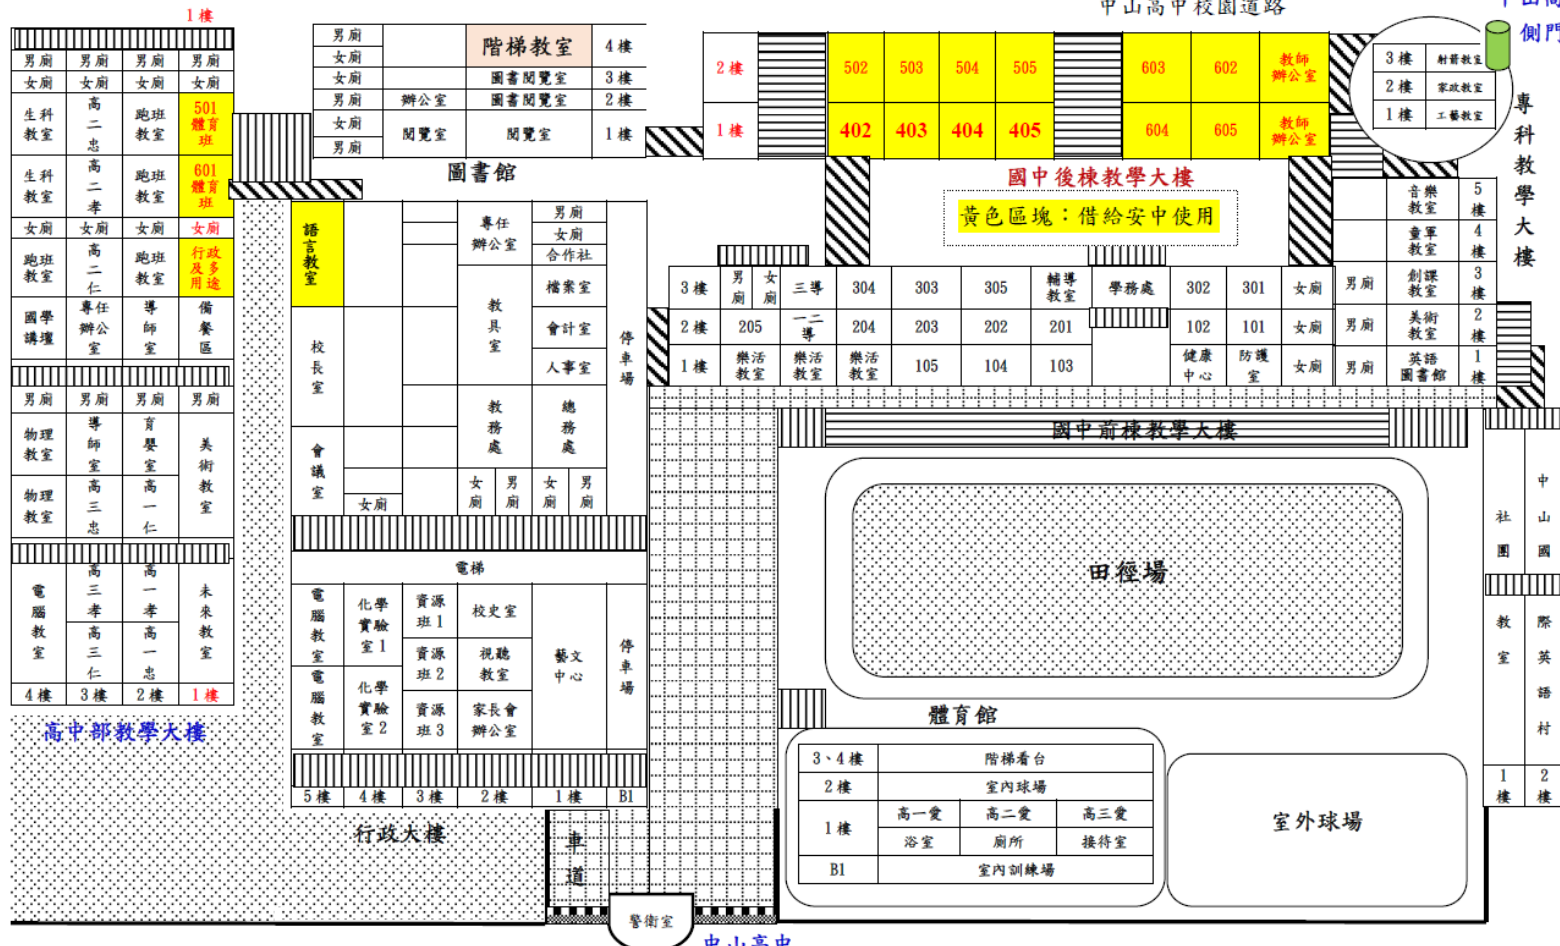 中山高中校園道路
側門
1樓
男廁 男廁 男廁 男廁
女廁 女廁 女廁 女廁
生科教室 高二忠 跑班教室 501體育班
生科教室 高二孝 跑班教室 601體育班
女廁 女廁 女廁 女廁
跑班教室 高二仁 跑班教室 行政及多用途
國學講壇 專任辦公室 導師室 備餐區
男廁 男廁 男廁 男廁
物理教室 導師室 育嬰室 美術教室
物理教室 高三忠 高一仁
電腦教室 高三孝 高一孝 未來教室
高三仁 高一忠
4樓 3樓 2樓 1樓
高中部教學大樓
男廁 階梯教室 4樓
女廁
女廁 圖書閱覽室 3樓
男廁 辦公室 圖書閱覽室 2樓
女廁 閱覽室 閱覽室 1樓
男廁
圖書館
語言教室 專任辦公室 男廁
女廁
合作社
教具室 檔案室
校長室 會計室 停車場
人事室
會議室 教務處 總務處
女廁 女廁 男廁 女廁 男廁
電梯
電腦教室 化學實驗室1 資源班1 校史室 藝文中心 停車場
資源班2 視聽教室
電腦教室 化學實驗室2 資源班3 家長會辦公室
5樓 4樓 3樓 2樓 1樓 B1
行政大樓
車道
警衛室
中山高中
2樓 502 503 504 505 603 602 教師辦公室
1樓 402 403 404 405 604 605 教師辦公室
國中後棟教學大樓
黃色區塊：借給安中使用
3樓 男廁 女廁 三導 304 303 305 輔導教室 學務處 302 301 女廁
2樓 205 一二導 204 203 202 201 102 101 女廁
1樓 樂活教室 樂活教室 樂活教室 105 104 103 健康中心 防護室 女廁
國中前棟教學大樓
3樓 射箭教室
2樓 家政教室
1樓 工藝教室
專科教學大樓
音樂教室 5樓
童軍教室 4樓
男廁 創課教室 3樓
男廁 美術教室 2樓
男廁 英語圖書館 1樓
田徑場
體育館
3、4樓 階梯看台
2樓 室內球場
1樓 高一愛 高二愛 高三愛
浴室 廁所 接待室
B1 室內訓練場
室外球場
社團教室 中山國際英語村
1樓 2樓